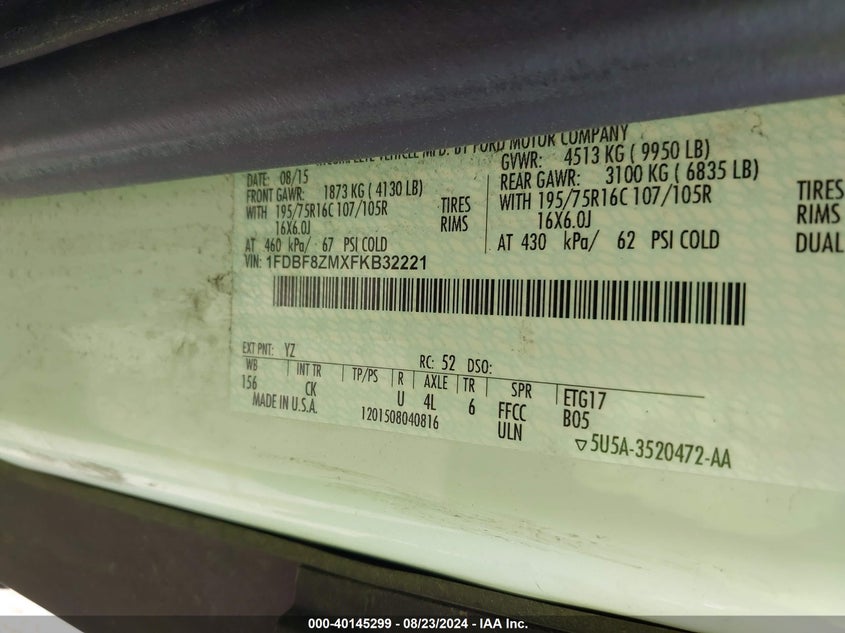 VEHICLE MFD. BY FORD MOTOR COMPANY
DATE: 08/15
FRONT GAWR: 1873 KG ( 4130 LB)
WITH 195/75R16C 107/105R TIRES
16X6.0J RIMS
AT 460 kPa/ 67 PSI COLD
GVWR: 4513 KG ( 9950 LB)
REAR GAWR: 3100 KG ( 6835 LB)
WITH 195/75R16C 107/105R TIRES
16X6.0J RIMS
AT 430 kPa/ 62 PSI COLD DUAL
VIN: 1FDBF8ZMXFKB32221
EXT PNT: YZ RC: 52 DSO:
WB INT TR TP/PS R AXLE TR SPR
156 CK U 4L 6 FFCC ETG17
ULN B05
MADE IN U.S.A. 1201508040816
▽5U5A-3520472-AA
000-40145299 - 08/23/2024 - IAA Inc.